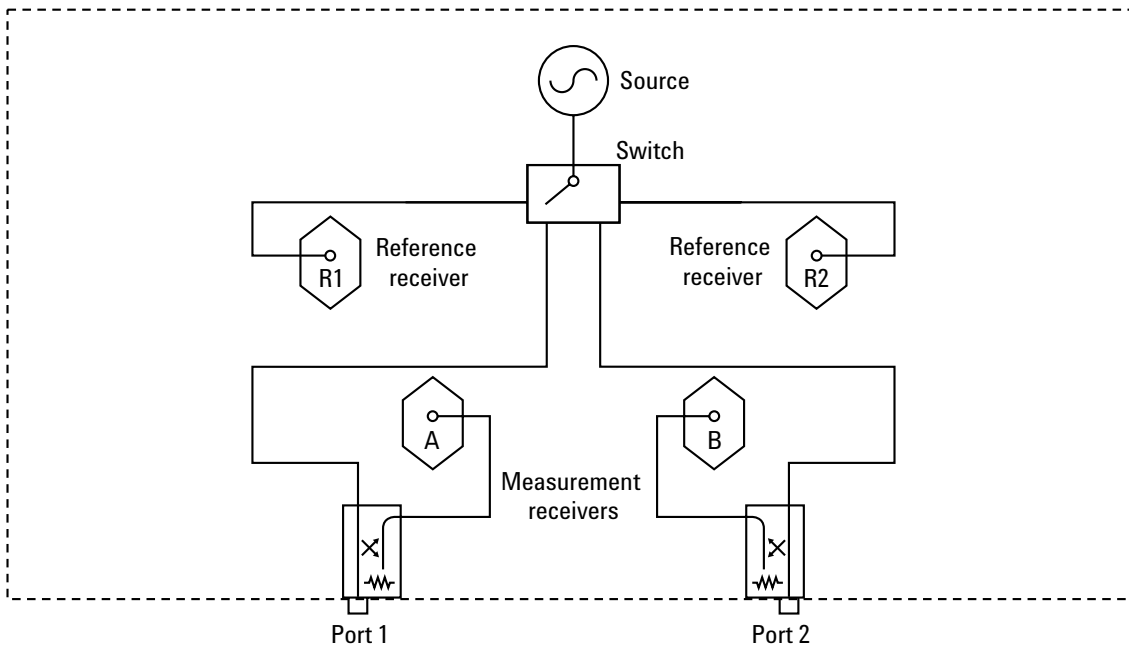 Source
Switch
Reference
receiver
R1
Reference
receiver
R2
A
B
Measurement
receivers
Port 1
Port 2